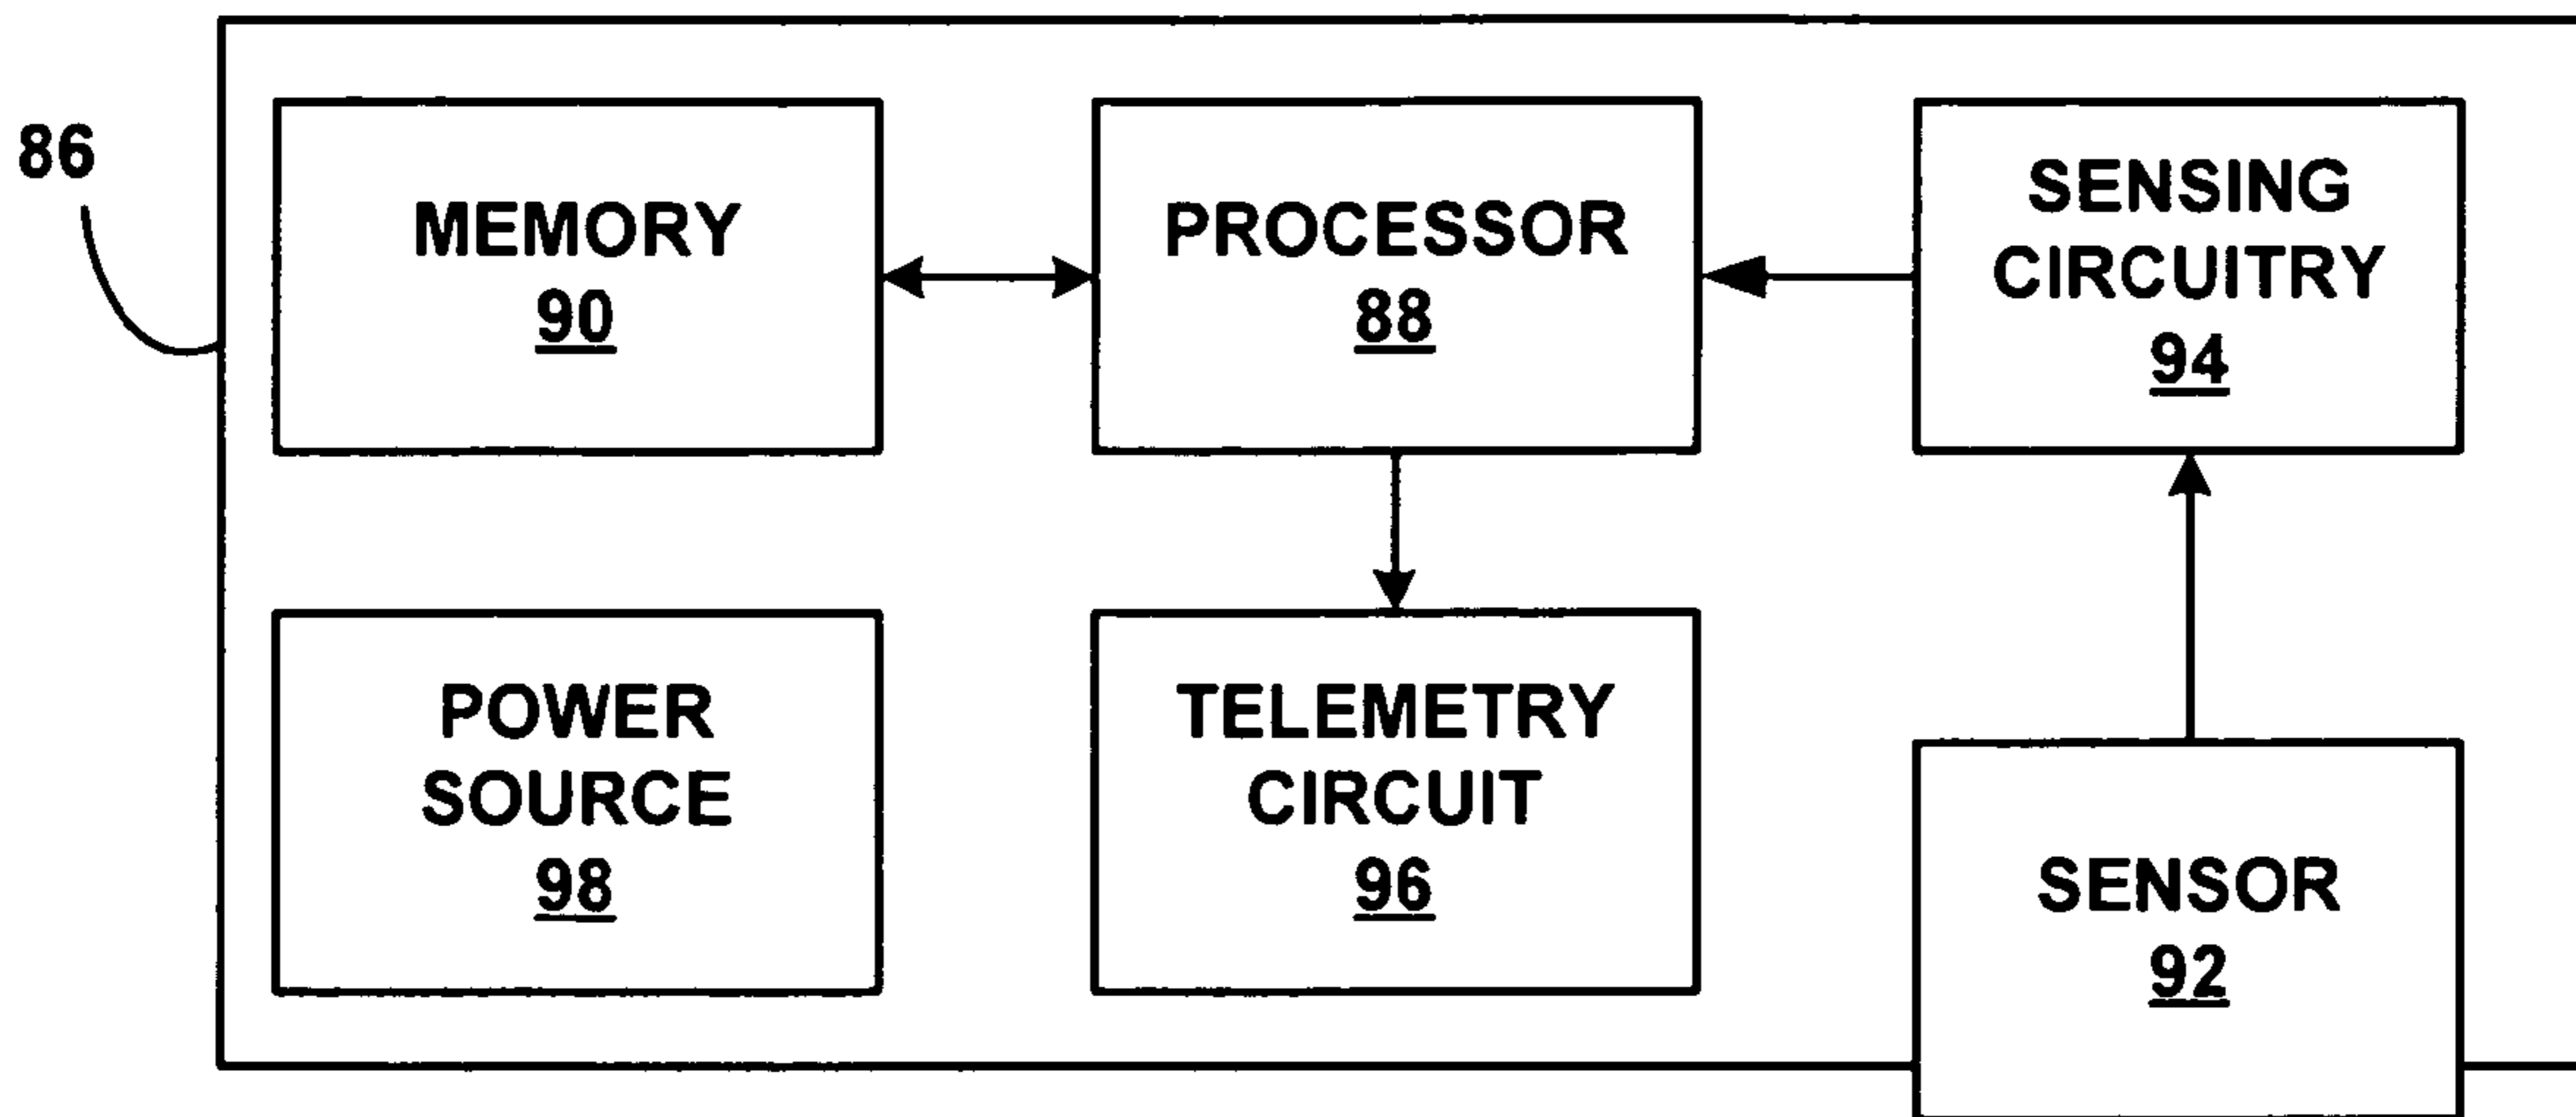 86
MEMORY
90
PROCESSOR
88
SENSING
CIRCUITRY
94
POWER
SOURCE
98
TELEMETRY
CIRCUIT
96
SENSOR
92